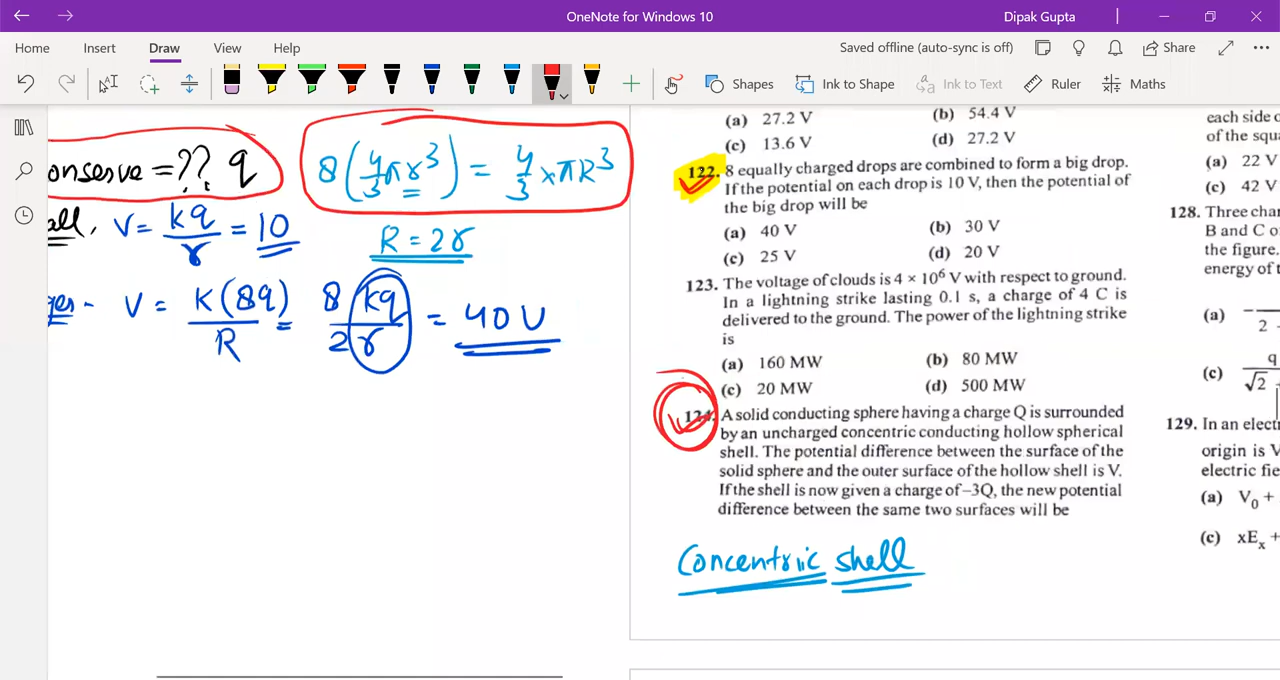 OneNote for Windows 10
Dipak Gupta
Home Insert Draw View Help
Saved offline (auto-sync is off)
Share
Shapes
Ink to Shape
Ink to Text
Ruler
Maths
onserve = ?? q
8(4/3 πr³) = 4/3 × πR³
all, V = kq/r = 10
R = 2r
ges - V = K(8q)/R = 8 kq/2 r = 40V
(a) 27.2 V (b) 54.4 V
(c) 13.6 V (d) 27.2 V
122. 8 equally charged drops are combined to form a big drop.
If the potential on each drop is 10 V, then the potential of
the big drop will be
(a) 40 V (b) 30 V
(c) 25 V (d) 20 V
123. The voltage of clouds is 4 × 10⁶ V with respect to ground.
In a lightning strike lasting 0.1 s, a charge of 4 C is
delivered to the ground. The power of the lightning strike
is
(a) 160 MW (b) 80 MW
(c) 20 MW (d) 500 MW
124. A solid conducting sphere having a charge Q is surrounded
by an uncharged concentric conducting hollow spherical
shell. The potential difference between the surface of the
solid sphere and the outer surface of the hollow shell is V.
If the shell is now given a charge of –3Q, the new potential
difference between the same two surfaces will be
Concentric shell
each side o
of the squ
(a) 22 V
(c) 42 V
128. Three char
B and C o
the figure.
energy of t
(a) 2
(c) q/√2
129. In an elect
origin is V
electric fie
(a) V₀ +
(c) xEₓ +